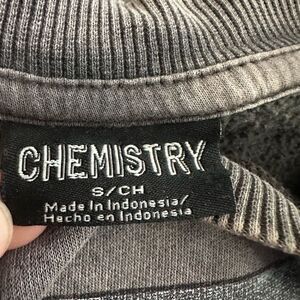 CHEMISTRY
S/CH
Made in Indonesia/
Hecho en Indonesia